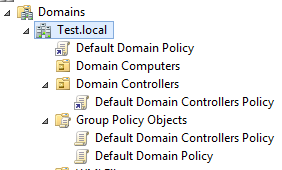 Domains
Test.local
Default Domain Policy
Domain Computers
Domain Controllers
Default Domain Controllers Policy
Group Policy Objects
Default Domain Controllers Policy
Default Domain Policy